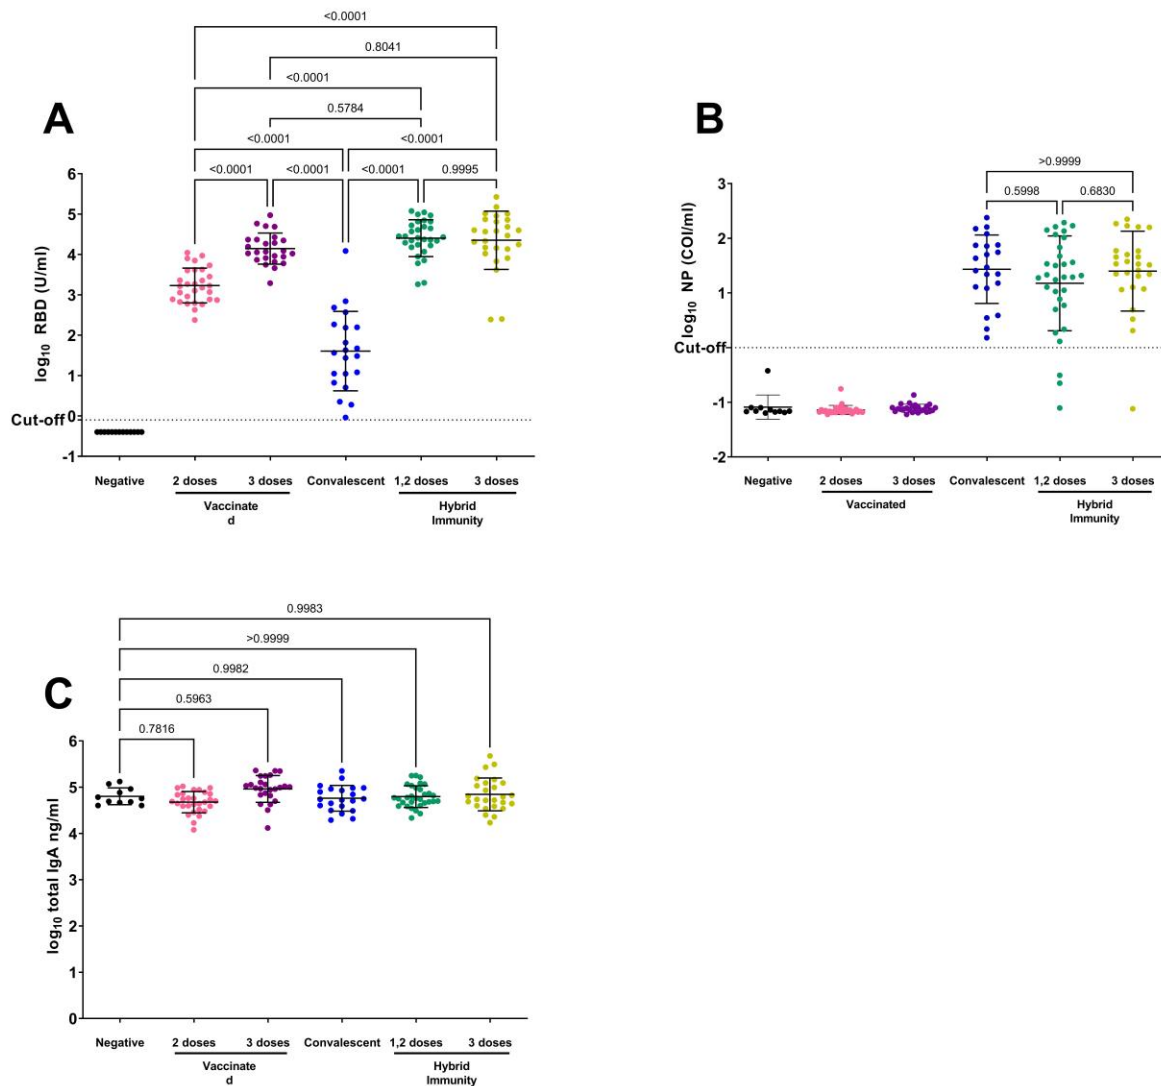 <0.0001
0.8041
<0.0001
0.5784
<0.0001 <0.0001
<0.0001 <0.0001 <0.0001 0.9995
A
log₁₀ RBD (U/ml)
6
5
4
3
2
1
0
Cut-off
-1
Negative 2 doses 3 doses Convalescent 1,2 doses 3 doses
Vaccinate
d
Hybrid
Immunity
B
>0.9999
0.5998 0.6830
log₁₀ NP (COI/ml)
3
2
1
Cut-off
-1
-2
Negative 2 doses 3 doses Convalescent 1,2 doses 3 doses
Vaccinated
Hybrid
Immunity
0.9983
>0.9999
0.9982
0.5963
0.7816
C
log₁₀ total IgA ng/ml
6
5
4
3
2
1
0
Negative 2 doses 3 doses Convalescent 1,2 doses 3 doses
Vaccinate
d
Hybrid
Immunity